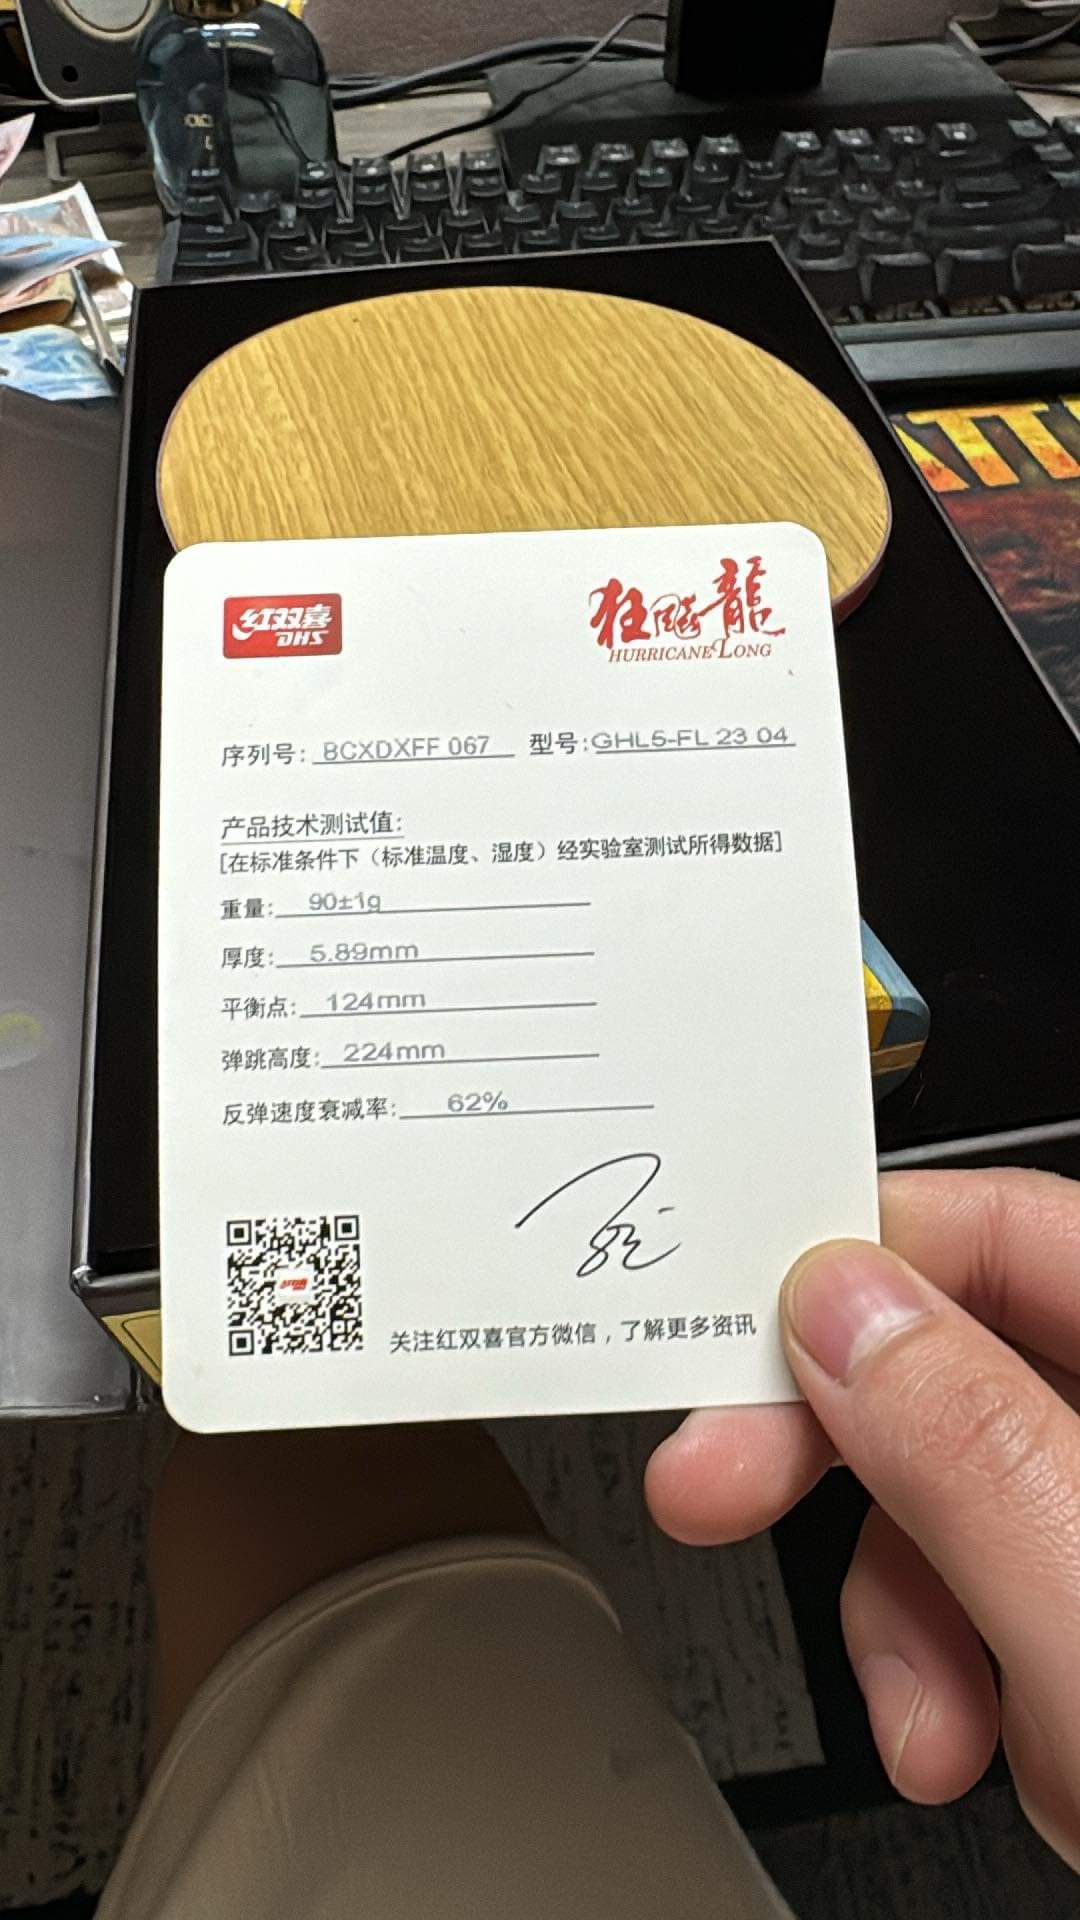 红双喜
DHS
狂飚龍
HURRICANE LONG
序列号: BCXDXFF 067 型号:GHL5-FL 23 04
产品技术测试值:
[在标准条件下（标准温度、湿度）经实验室测试所得数据]
重量: 90±1g
厚度: 5.89mm
平衡点: 124mm
弹跳高度: 224mm
反弹速度衰减率: 62%
关注红双喜官方微信，了解更多资讯